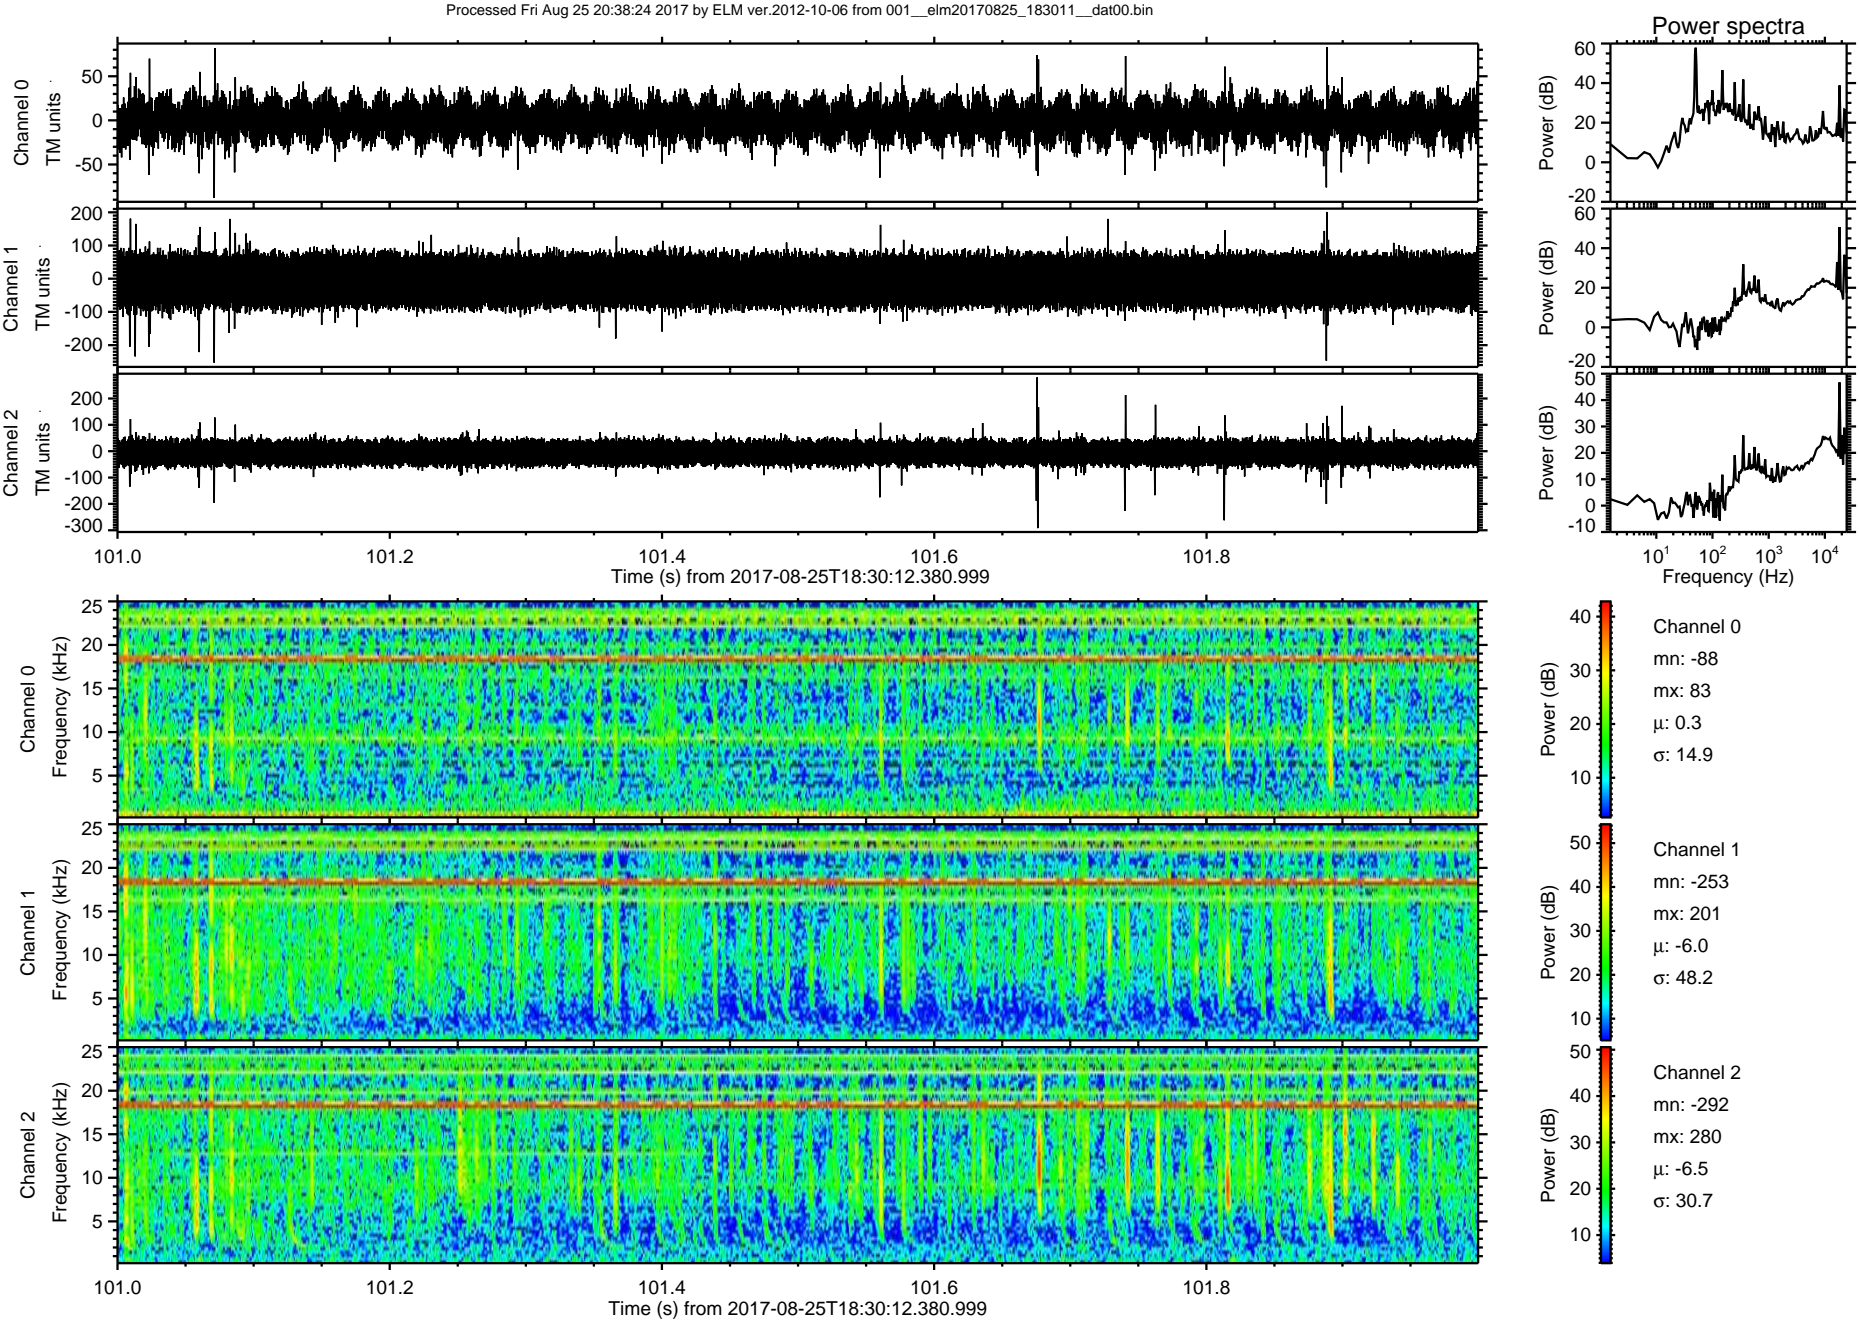 Processed Fri Aug 25 20:38:24 2017 by ELM ver.2012-10-06 from 001__elm20170825_183011__dat00.bin
Power spectra
Channel 0
TM units
50
0
-50
Power (dB)
60
40
20
0
-20
Channel 1
TM units
200
100
0
-100
-200
Power (dB)
60
40
20
0
-20
Channel 2
TM units
200
100
0
-100
-200
-300
Power (dB)
50
40
30
20
10
0
-10
101.0 101.2 101.4 101.6 101.8
Time (s) from 2017-08-25T18:30:12.380.999
10¹ 10² 10³ 10⁴
Frequency (Hz)
Channel 0
Frequency (kHz)
25
20
15
10
5
Power (dB)
40
30
20
10
Channel 0
mn: -88
mx: 83
μ: 0.3
σ: 14.9
Channel 1
Frequency (kHz)
25
20
15
10
5
Power (dB)
50
40
30
20
10
Channel 1
mn: -253
mx: 201
μ: -6.0
σ: 48.2
Channel 2
Frequency (kHz)
25
20
15
10
5
Power (dB)
50
40
30
20
10
Channel 2
mn: -292
mx: 280
μ: -6.5
σ: 30.7
101.0 101.2 101.4 101.6 101.8
Time (s) from 2017-08-25T18:30:12.380.999